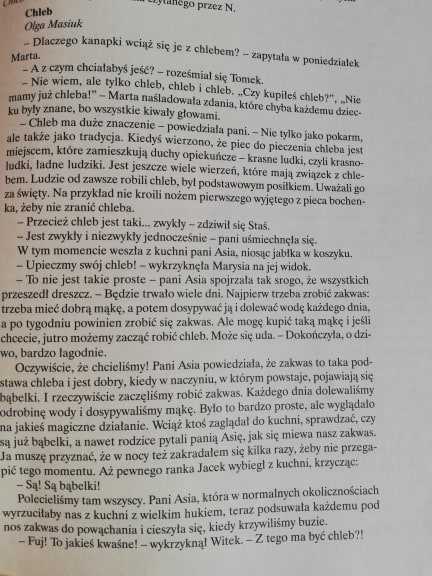 czytanego przez N.
Chleb
Olga Masiuk
– Dlaczego kanapki wciąż się je z chlebem? – zapytała w poniedziałek
Marta.
– A z czym chciałabyś jeść? – roześmiał się Tomek.
– Nie wiem, ale tylko chleb, chleb i chleb. „Czy kupiłeś chleb?”, „Nie
mamy już chleba!” – Marta naśladowała zdania, które chyba każdemu dziec-
ku były znane, bo wszystkie kiwały głowami.
– Chleb ma duże znaczenie – powiedziała pani. – Nie tylko jako pokarm,
ale także jako tradycja. Kiedyś wierzono, że piec do pieczenia chleba jest
miejscem, które zamieszkują duchy opiekuńcze – krasne ludki, czyli krasno-
ludki, ładne ludziki. Jest jeszcze wiele wierzeń, które mają związek z chle-
bem. Ludzie od zawsze robili chleb, był podstawowym posiłkiem. Uważali go
za święty. Na przykład nie kroili nożem pierwszego wyjętego z pieca bochen-
ka, żeby nie zranić chleba.
– Przecież chleb jest taki... zwykły – zdziwił się Staś.
– Jest zwykły i niezwykły jednocześnie – pani uśmiechnęła się.
W tym momencie weszła z kuchni pani Asia, niosąc jabłka w koszyku.
– Upieczmy swój chleb! – wykrzyknęła Marysia na jej widok.
– To nie jest takie proste – pani Asia spojrzała tak srogo, że wszystkich
przeszedł dreszcz. – Będzie trwało wiele dni. Najpierw trzeba zrobić zakwas:
trzeba mieć dobrą mąkę, a potem dosypywać ją i dolewać wodę każdego dnia,
a po tygodniu powinien zrobić się zakwas. Ale mogę kupić taką mąkę i jeśli
chcecie, jutro możemy zacząć robić chleb. Może się uda. – Dokończyła, o dzi-
wo, bardzo łagodnie.
Oczywiście, że chcieliśmy! Pani Asia powiedziała, że zakwas to taka pod-
stawa chleba i jest dobry, kiedy w naczyniu, w którym powstaje, pojawiają się
bąbelki. I rzeczywiście zaczęliśmy robić zakwas. Każdego dnia dolewaliśmy
odrobinę wody i dosypywaliśmy mąkę. Było to bardzo proste, ale wyglądało
na jakieś magiczne działanie. Wciąż ktoś zaglądał do kuchni, sprawdzać, czy
są już bąbelki, a nawet rodzice pytali panią Asię, jak się miewa nasz zakwas.
Ja muszę przyznać, że w nocy też zakradałem się kilka razy, żeby nie przega-
pić tego momentu. Aż pewnego ranka Jacek wybiegł z kuchni, krzycząc:
– Są! Są bąbelki!
Polecieliśmy tam wszyscy. Pani Asia, która w normalnych okolicznościach
wyrzuciłaby nas z kuchni z wielkim hukiem, teraz podsuwała każdemu pod
nos zakwas do powąchania i cieszyła się, kiedy krzywiliśmy buzie.
– Fuj! To jakieś kwaśne! – wykrzyknął Witek. – Z tego ma być chleb?!